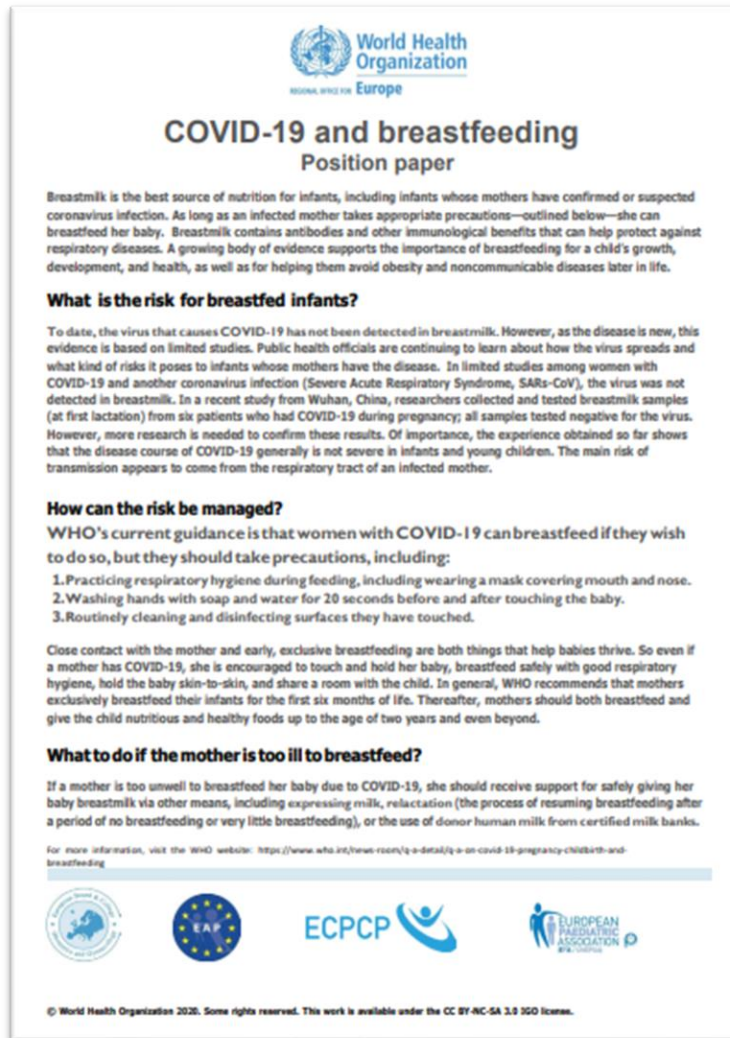 World Health
Organization
REGIONAL OFFICE FOR Europe
COVID-19 and breastfeeding
Position paper
Breastmilk is the best source of nutrition for infants, including infants whose mothers have confirmed or suspected
coronavirus infection. As long as an infected mother takes appropriate precautions—outlined below—she can
breastfeed her baby. Breastmilk contains antibodies and other immunological benefits that can help protect against
respiratory diseases. A growing body of evidence supports the importance of breastfeeding for a child's growth,
development, and health, as well as for helping them avoid obesity and noncommunicable diseases later in life.
What is the risk for breastfed infants?
To date, the virus that causes COVID-19 has not been detected in breastmilk. However, as the disease is new, this
evidence is based on limited studies. Public health officials are continuing to learn about how the virus spreads and
what kind of risks it poses to infants whose mothers have the disease. In limited studies among women with
COVID-19 and another coronavirus infection (Severe Acute Respiratory Syndrome, SARs-CoV), the virus was not
detected in breastmilk. In a recent study from Wuhan, China, researchers collected and tested breastmilk samples
(at first lactation) from six patients who had COVID-19 during pregnancy; all samples tested negative for the virus.
However, more research is needed to confirm these results. Of importance, the experience obtained so far shows
that the disease course of COVID-19 generally is not severe in infants and young children. The main risk of
transmission appears to come from the respiratory tract of an infected mother.
How can the risk be managed?
WHO's current guidance is that women with COVID-19 can breastfeed if they wish
to do so, but they should take precautions, including:
1. Practicing respiratory hygiene during feeding, including wearing a mask covering mouth and nose.
2. Washing hands with soap and water for 20 seconds before and after touching the baby.
3. Routinely cleaning and disinfecting surfaces they have touched.
Close contact with the mother and early, exclusive breastfeeding are both things that help babies thrive. So even if
a mother has COVID-19, she is encouraged to touch and hold her baby, breastfeed safely with good respiratory
hygiene, hold the baby skin-to-skin, and share a room with the child. In general, WHO recommends that mothers
exclusively breastfeed their infants for the first six months of life. Thereafter, mothers should both breastfeed and
give the child nutritious and healthy foods up to the age of two years and even beyond.
What to do if the mother is too ill to breastfeed?
If a mother is too unwell to breastfeed her baby due to COVID-19, she should receive support for safely giving her
baby breastmilk via other means, including expressing milk, relactation (the process of resuming breastfeeding after
a period of no breastfeeding or very little breastfeeding), or the use of donor human milk from certified milk banks.
For more information, visit the WHO website: https://www.who.int/news-room/q-a-detail/q-a-on-covid-19-pregnancy-childbirth-and-
breastfeeding
EAP
ECPCP
EUROPEAN
PAEDIATRIC
ASSOCIATION
© World Health Organization 2020. Some rights reserved. This work is available under the CC BY-NC-SA 3.0 IGO license.